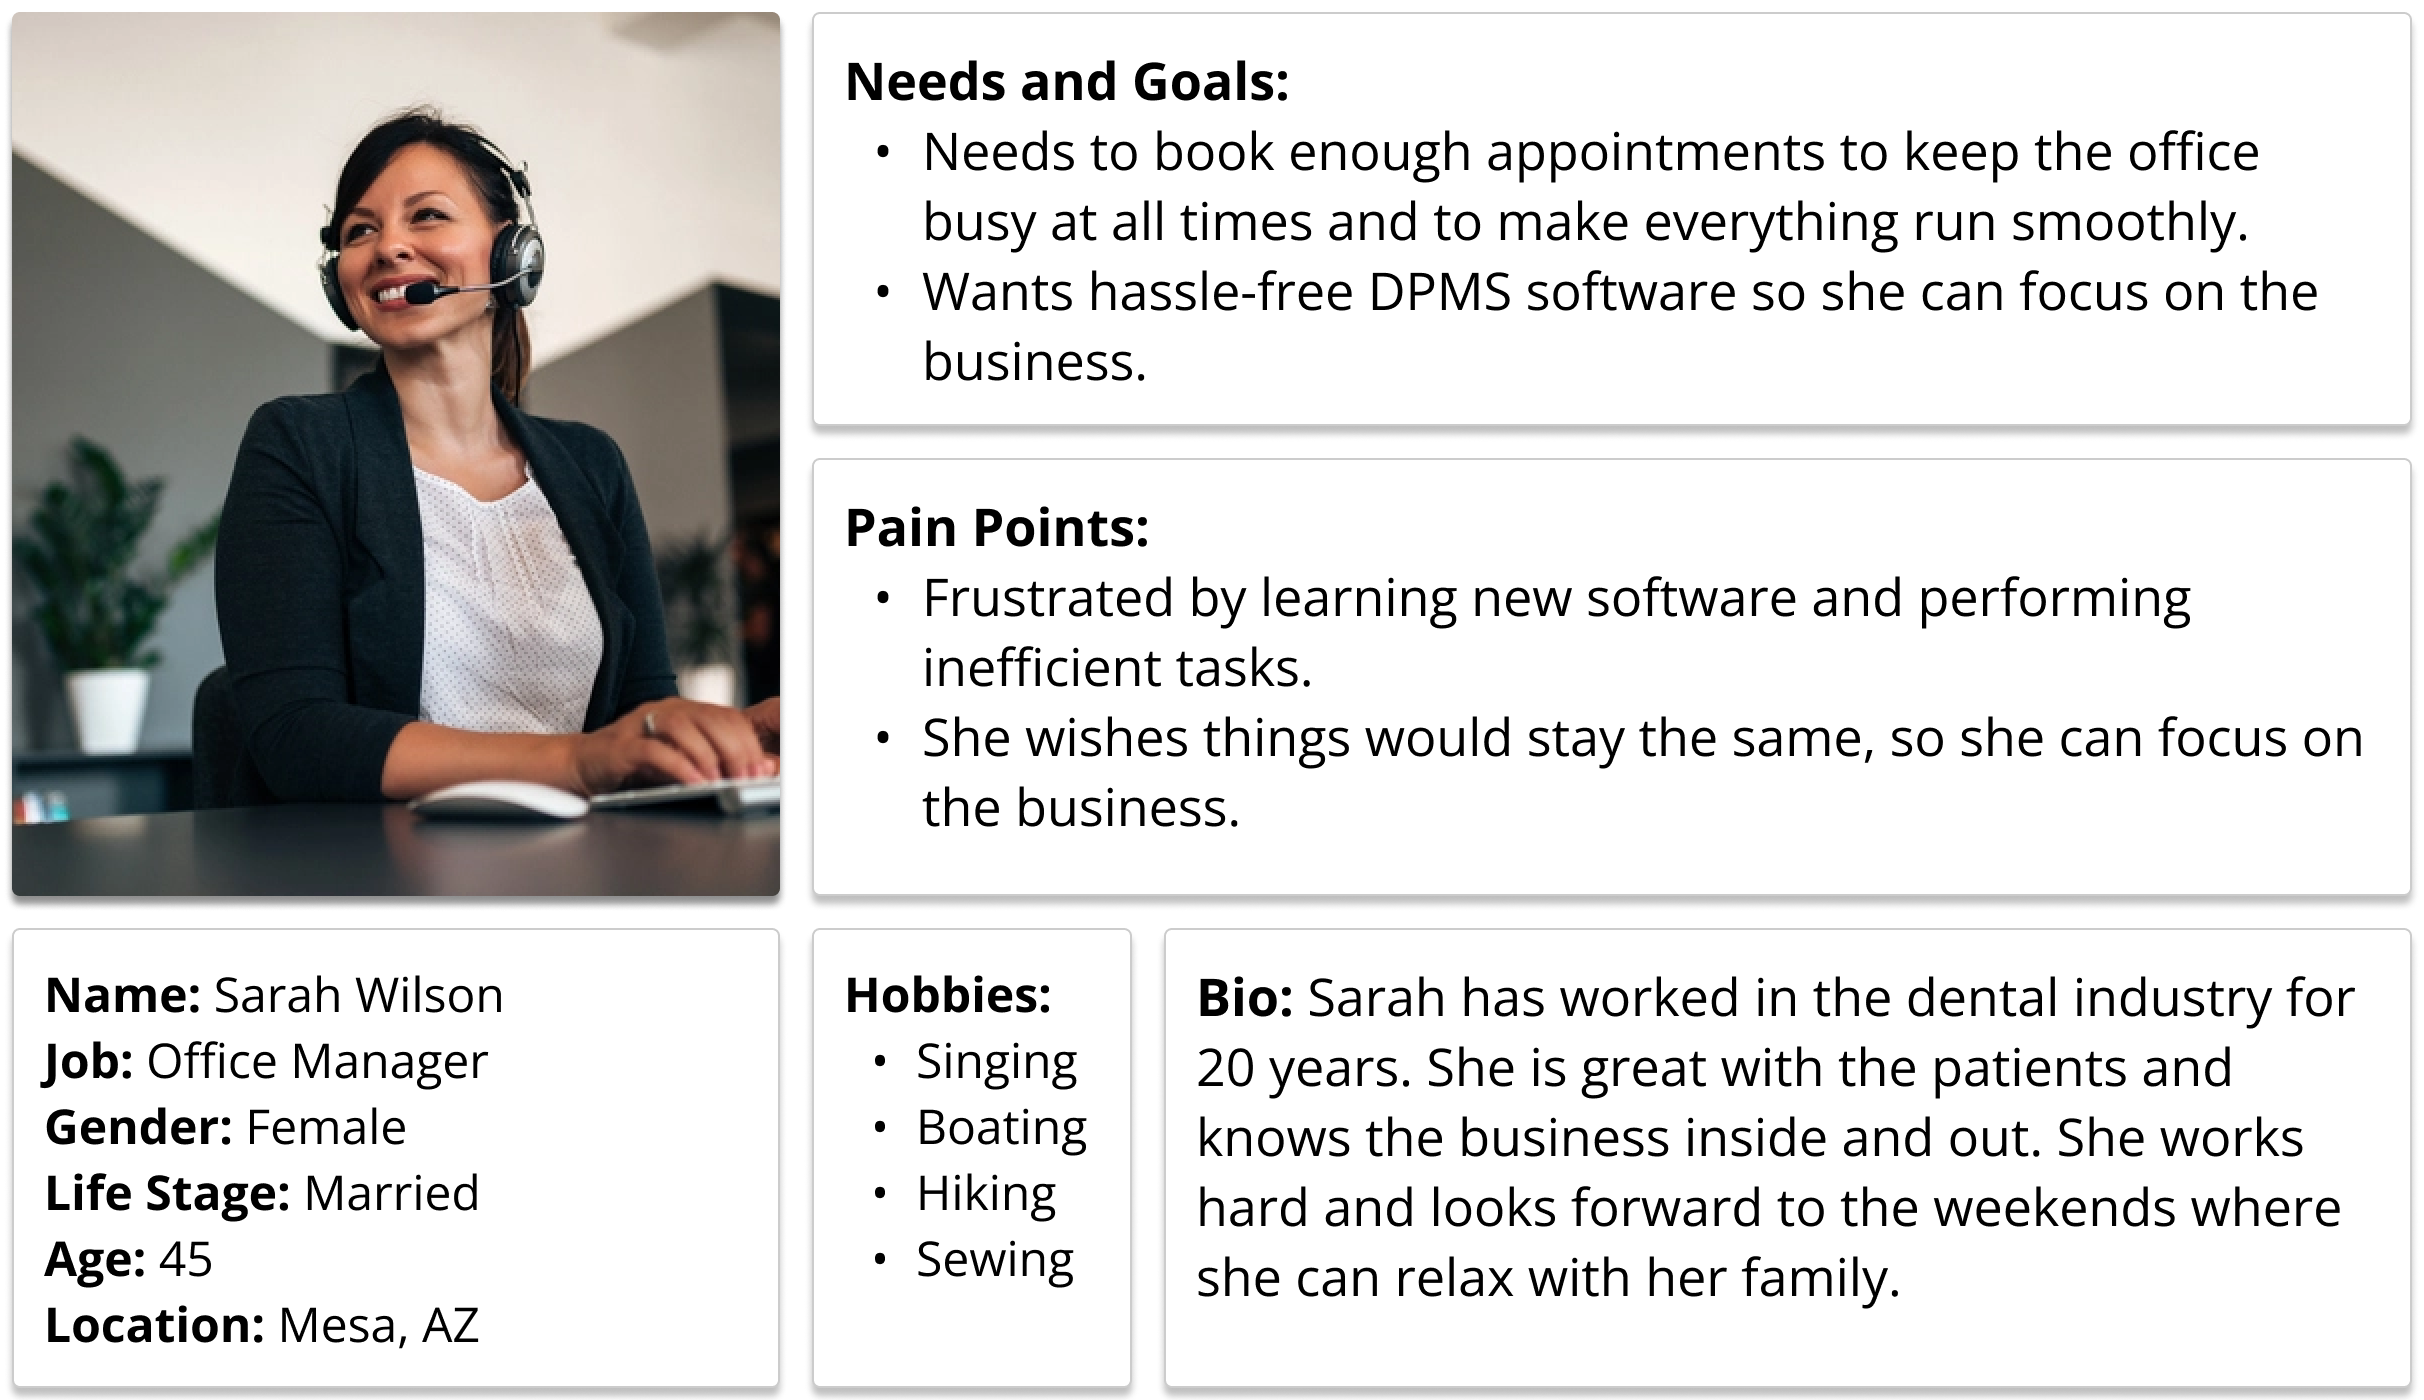 Needs and Goals:
• Needs to book enough appointments to keep the office
busy at all times and to make everything run smoothly.
• Wants hassle-free DPMS software so she can focus on the
business.
Pain Points:
• Frustrated by learning new software and performing
inefficient tasks.
• She wishes things would stay the same, so she can focus on
the business.
Name: Sarah Wilson
Job: Office Manager
Gender: Female
Life Stage: Married
Age: 45
Location: Mesa, AZ
Hobbies:
• Singing
• Boating
• Hiking
• Sewing
Bio: Sarah has worked in the dental industry for
20 years. She is great with the patients and
knows the business inside and out. She works
hard and looks forward to the weekends where
she can relax with her family.